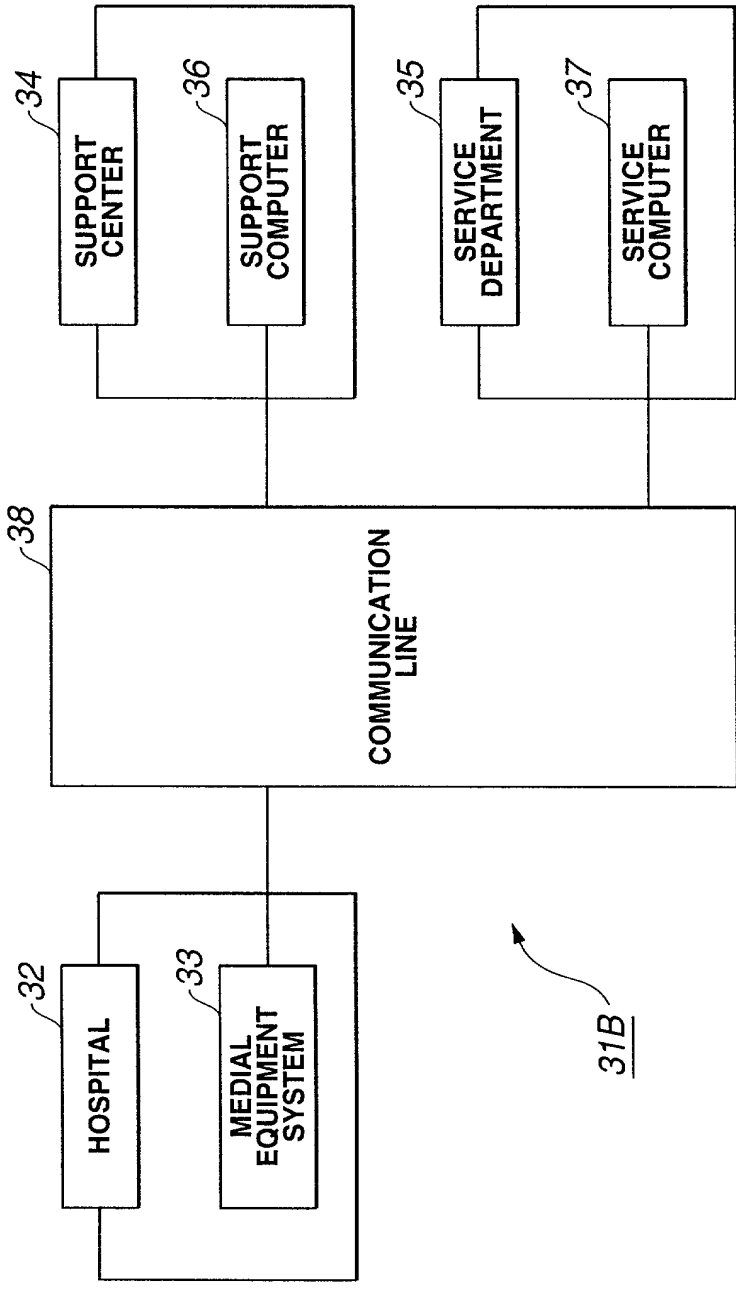 32
HOSPITAL
33
MEDIAL
EQUIPMENT
SYSTEM
38
COMMUNICATION
LINE
34
SUPPORT
CENTER
36
SUPPORT
COMPUTER
35
SERVICE
DEPARTMENT
37
SERVICE
COMPUTER
31B